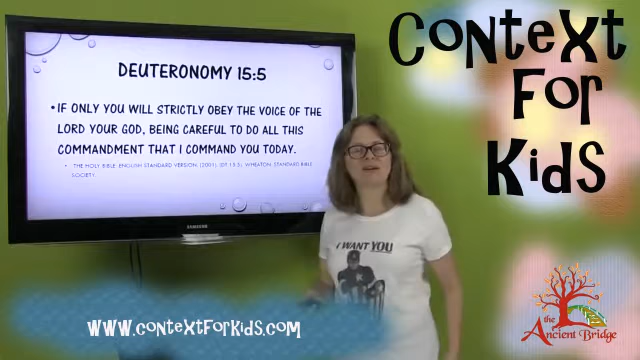 Context
For
Kids
DEUTERONOMY 15:5
• IF ONLY YOU WILL STRICTLY OBEY THE VOICE OF THE
LORD YOUR GOD, BEING CAREFUL TO DO ALL THIS
COMMANDMENT THAT I COMMAND YOU TODAY.
• THE HOLY BIBLE: ENGLISH STANDARD VERSION. (2001). (DT 15:5). WHEATON: STANDARD BIBLE
SOCIETY.
SAMSUNG
I WANT YOU
www.contextforkids.com
the
Ancient Bridge